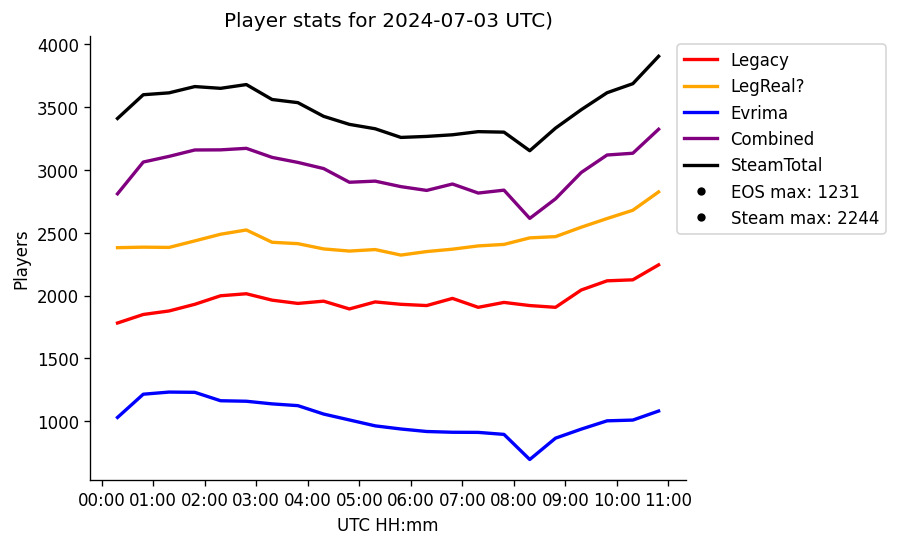 Player stats for 2024-07-03 UTC)
4000
3500
3000
2500
2000
1500
1000
Players
00:00 01:00 02:00 03:00 04:00 05:00 06:00 07:00 08:00 09:00 10:00 11:00
UTC HH:mm
Legacy
LegReal?
Evrima
Combined
SteamTotal
EOS max: 1231
Steam max: 2244